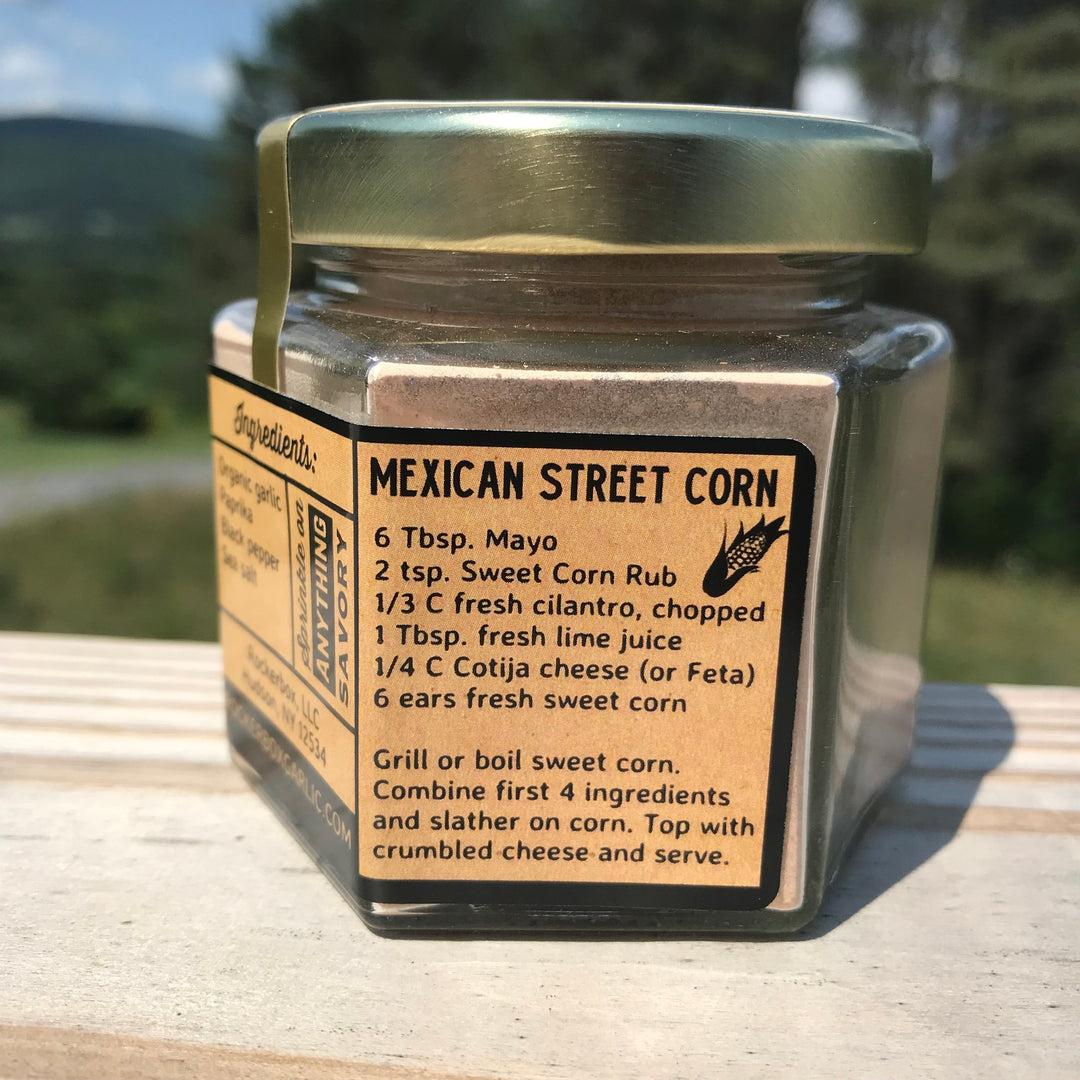 Ingredients:
Organic garlic
Paprika
Black pepper
Sea salt
Sprinkle on
ANYTHING
SAVORY
Rockerbox, LLC
Hudson, NY 12534
ROCKERBOXGARLIC.COM
MEXICAN STREET CORN
6 Tbsp. Mayo
2 tsp. Sweet Corn Rub
1/3 C fresh cilantro, chopped
1 Tbsp. fresh lime juice
1/4 C Cotija cheese (or Feta)
6 ears fresh sweet corn
Grill or boil sweet corn.
Combine first 4 ingredients
and slather on corn. Top with
crumbled cheese and serve.